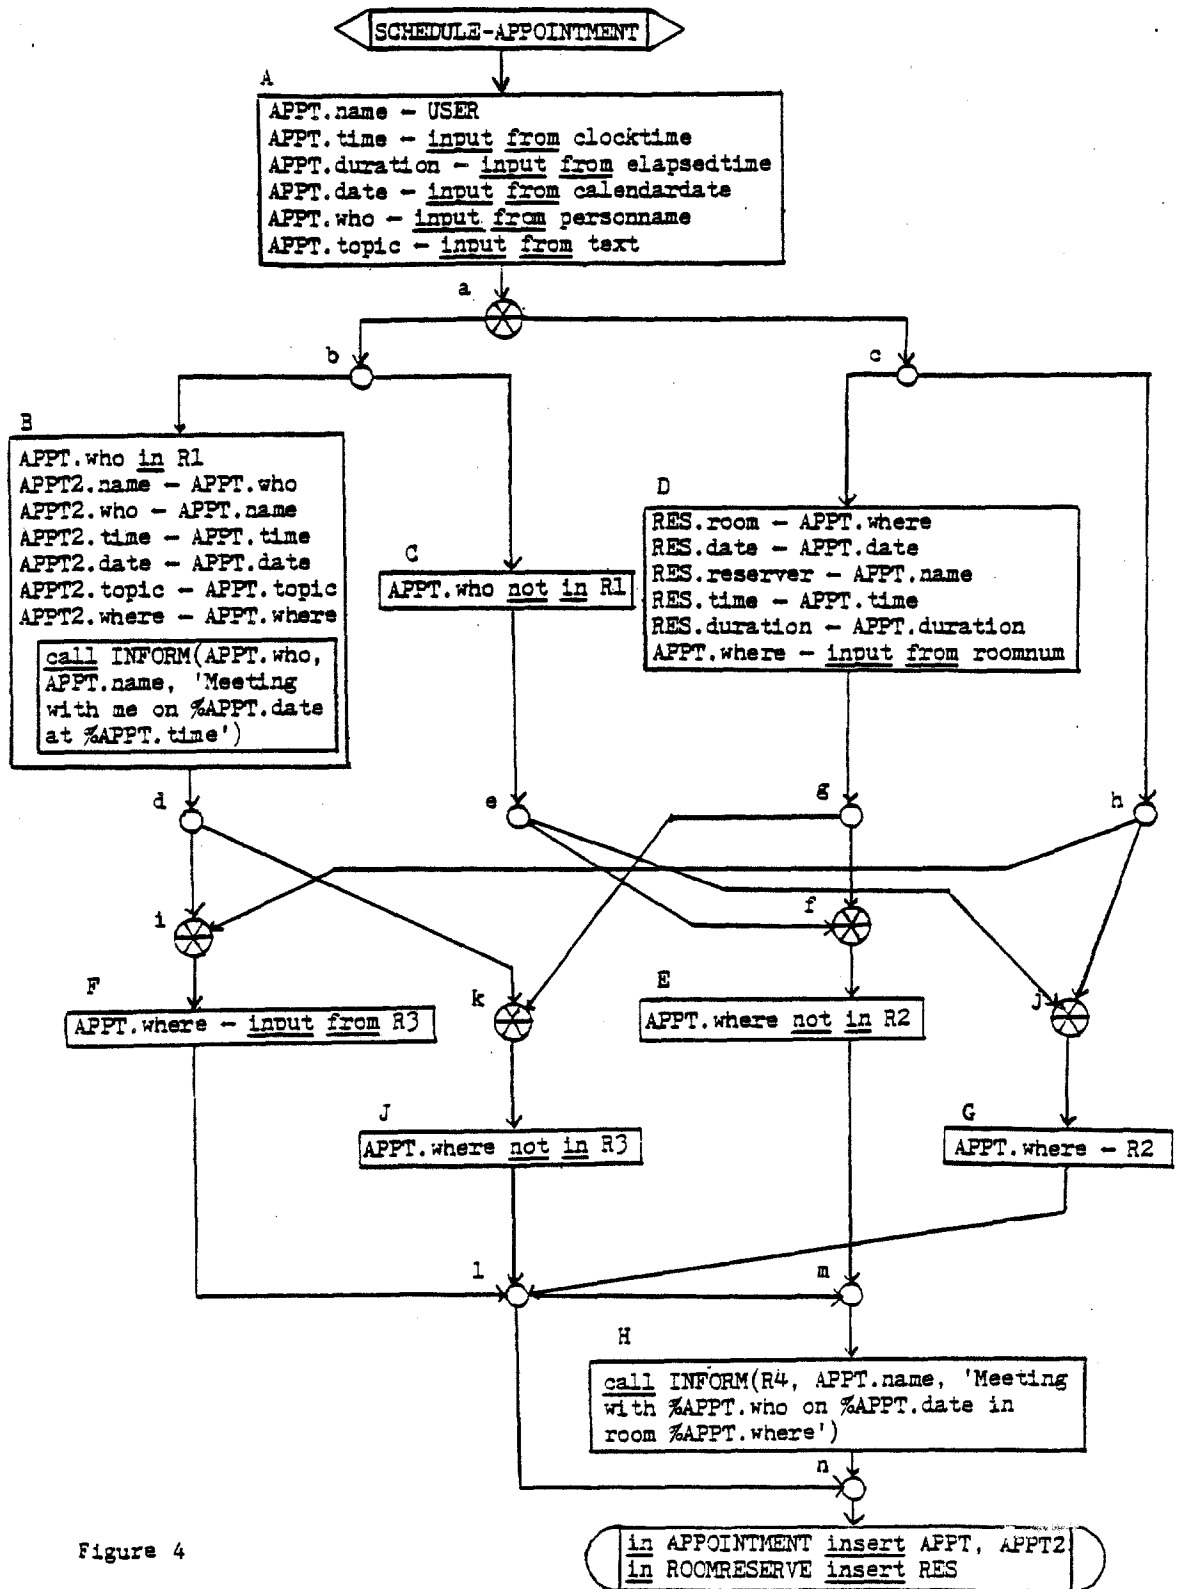 SCHEDULE-APPOINTMENT
A
APPT.name ← USER
APPT.time ← input from clocktime
APPT.duration ← input from elapsedtime
APPT.date ← input from calendardate
APPT.who ← input from personname
APPT.topic ← input from text
a
b
c
B
APPT.who in R1
APPT2.name ← APPT.who
APPT2.who ← APPT.name
APPT2.time ← APPT.time
APPT2.date ← APPT.date
APPT2.topic ← APPT.topic
APPT2.where ← APPT.where
call INFORM(APPT.who,
APPT.name, 'Meeting
with me on %APPT.date
at %APPT.time')
C
APPT.who not in R1
D
RES.room ← APPT.where
RES.date ← APPT.date
RES.reserver ← APPT.name
RES.time ← APPT.time
RES.duration ← APPT.duration
APPT.where ← input from roomnum
d
e
g
h
i
f
F
APPT.where ← input from R3
k
E
APPT.where not in R2
j
J
APPT.where not in R3
G
APPT.where ← R2
l
m
H
call INFORM(R4, APPT.name, 'Meeting
with %APPT.who on %APPT.date in
room %APPT.where')
n
in APPOINTMENT insert APPT, APPT2
in ROOMRESERVE insert RES
Figure 4